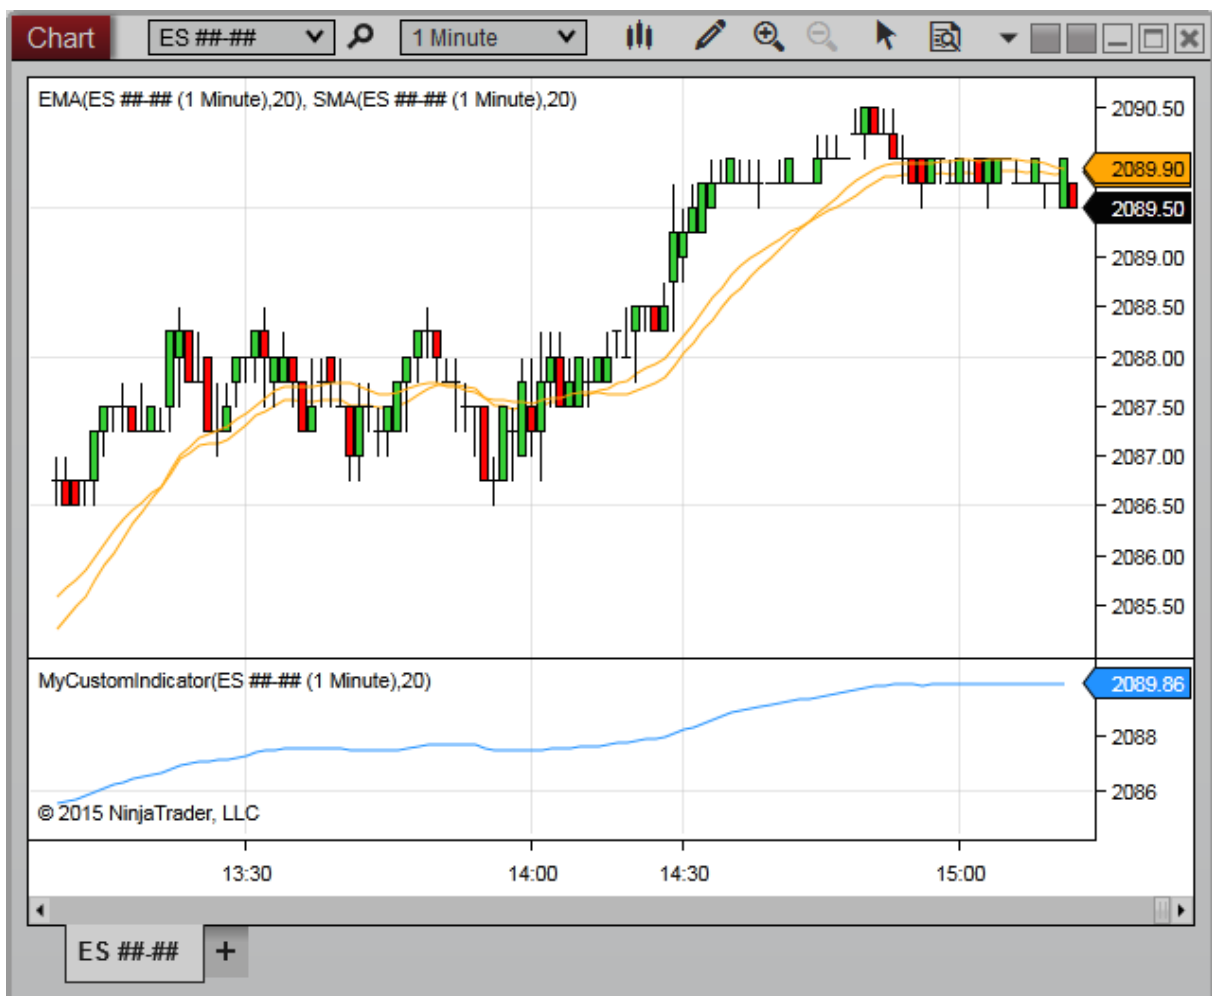 Chart ES ##-## 1 Minute
EMA(ES ##-## (1 Minute),20), SMA(ES ##-## (1 Minute),20)
2090.50
2089.90
2089.50
2089.00
2088.50
2088.00
2087.50
2087.00
2086.50
2086.00
2085.50
MyCustomIndicator(ES ##-## (1 Minute),20)
2089.86
2088
2086
© 2015 NinjaTrader, LLC
13:30 14:00 14:30 15:00
ES ##-## +